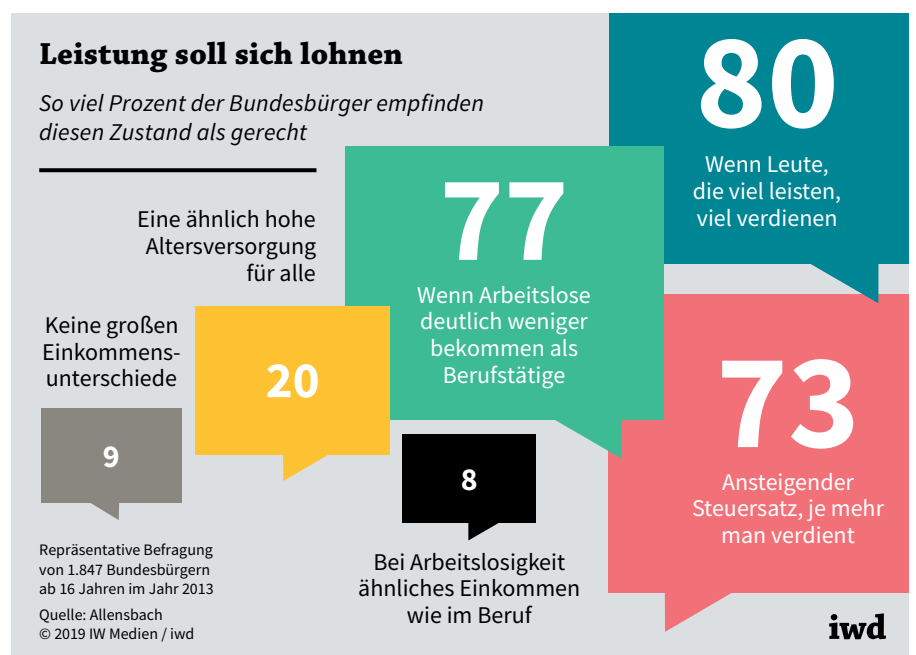 Leistung soll sich lohnen
So viel Prozent der Bundesbürger empfinden
diesen Zustand als gerecht
80
Wenn Leute,
die viel leisten,
viel verdienen
77
Wenn Arbeitslose
deutlich weniger
bekommen als
Berufstätige
73
Ansteigender
Steuersatz, je mehr
man verdient
Eine ähnlich hohe
Altersversorgung
für alle
20
Keine großen
Einkommens-
unterschiede
9
8
Bei Arbeitslosigkeit
ähnliches Einkommen
wie im Beruf
Repräsentative Befragung
von 1.847 Bundesbürgern
ab 16 Jahren im Jahr 2013
Quelle: Allensbach
© 2019 IW Medien / iwd
iwd